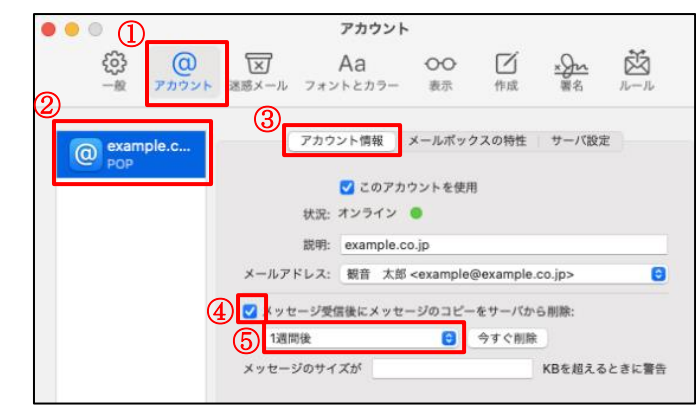 アカウント
①
一般 アカウント 迷惑メール Aa フォントとカラー 表示 作成 署名 ルール
②
example.c...
POP
③
アカウント情報 メールボックスの特性 サーバ設定
このアカウントを使用
状況: オンライン
説明: example.co.jp
メールアドレス: 観音 太郎 <example@example.co.jp>
④ メッセージ受信後にメッセージのコピーをサーバから削除:
⑤ 1週間後 今すぐ削除
メッセージのサイズが KBを超えるときに警告